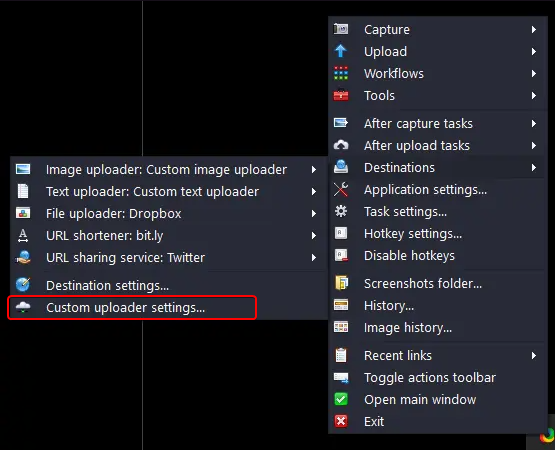 Capture
Upload
Workflows
Tools
After capture tasks
After upload tasks
Destinations
Application settings...
Task settings...
Hotkey settings...
Disable hotkeys
Screenshots folder...
History...
Image history...
Recent links
Toggle actions toolbar
Open main window
Exit
Image uploader: Custom image uploader
Text uploader: Custom text uploader
File uploader: Dropbox
URL shortener: bit.ly
URL sharing service: Twitter
Destination settings...
Custom uploader settings...